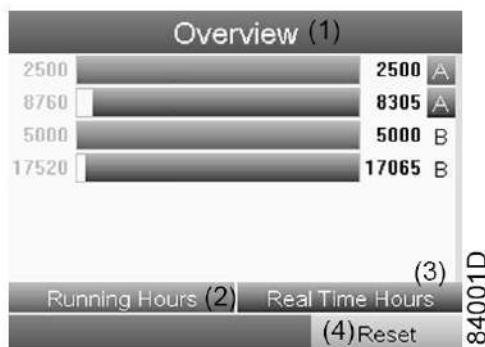 Overview (1)
2500 2500 A
8760 8305 A
5000 5000 B
17520 17065 B
(3)
Running Hours (2) Real Time Hours
(4) Reset
84001D